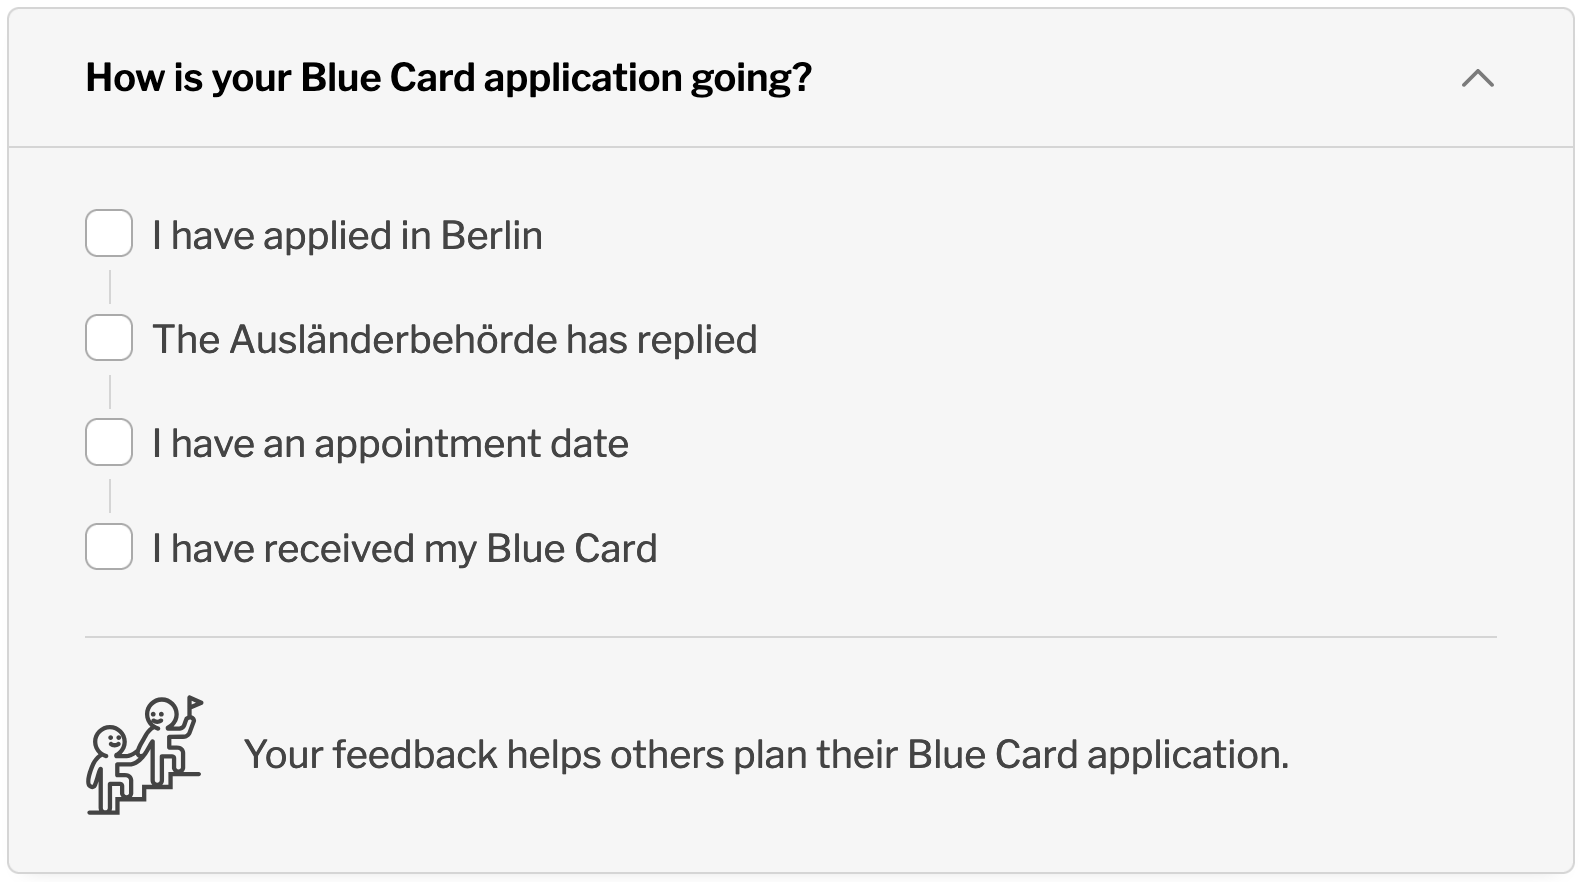 How is your Blue Card application going?
I have applied in Berlin
The Ausländerbehörde has replied
I have an appointment date
I have received my Blue Card
Your feedback helps others plan their Blue Card application.